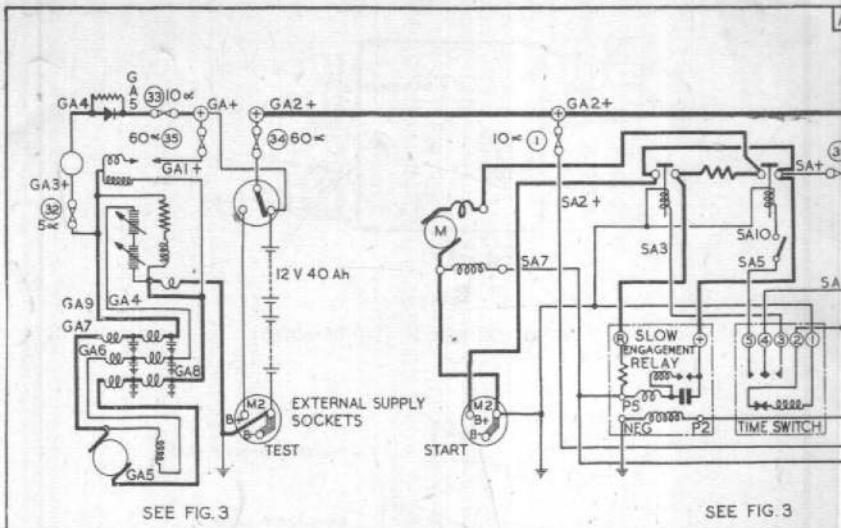 A
GA4
GA5
33
10∝
GA+
GA2+
GA2+
60∝
35
34
60∝
10∝
1
GA1+
GA3+
32
5∝
SA+
3
SA2+
M
SA10
SA3
SA5
SA7
SA
12 V 40 Ah
GA4
GA9
GA7
GA6
GA8
GA5
R
SLOW
ENGAGEMENT
RELAY
+
5
4
3
2
1
P5
NEG
P2
TIME SWITCH
M2
B+
B-
START
EXTERNAL SUPPLY
SOCKETS
M2
B
B
TEST
SEE FIG.3
SEE FIG.3